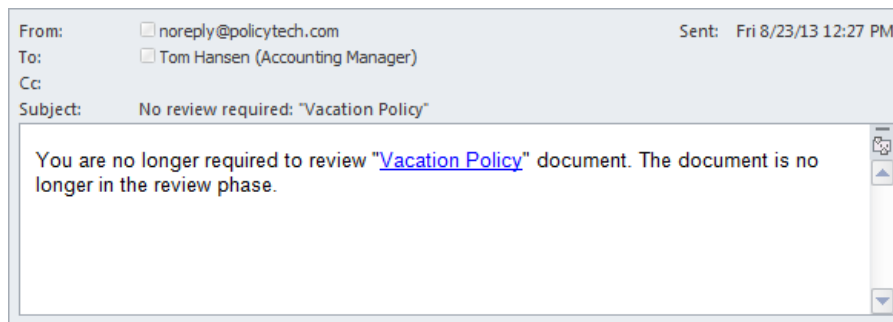 From: noreply@policytech.com Sent: Fri 8/23/13 12:27 PM
To: Tom Hansen (Accounting Manager)
Cc:
Subject: No review required: "Vacation Policy"
You are no longer required to review "Vacation Policy" document. The document is no
longer in the review phase.